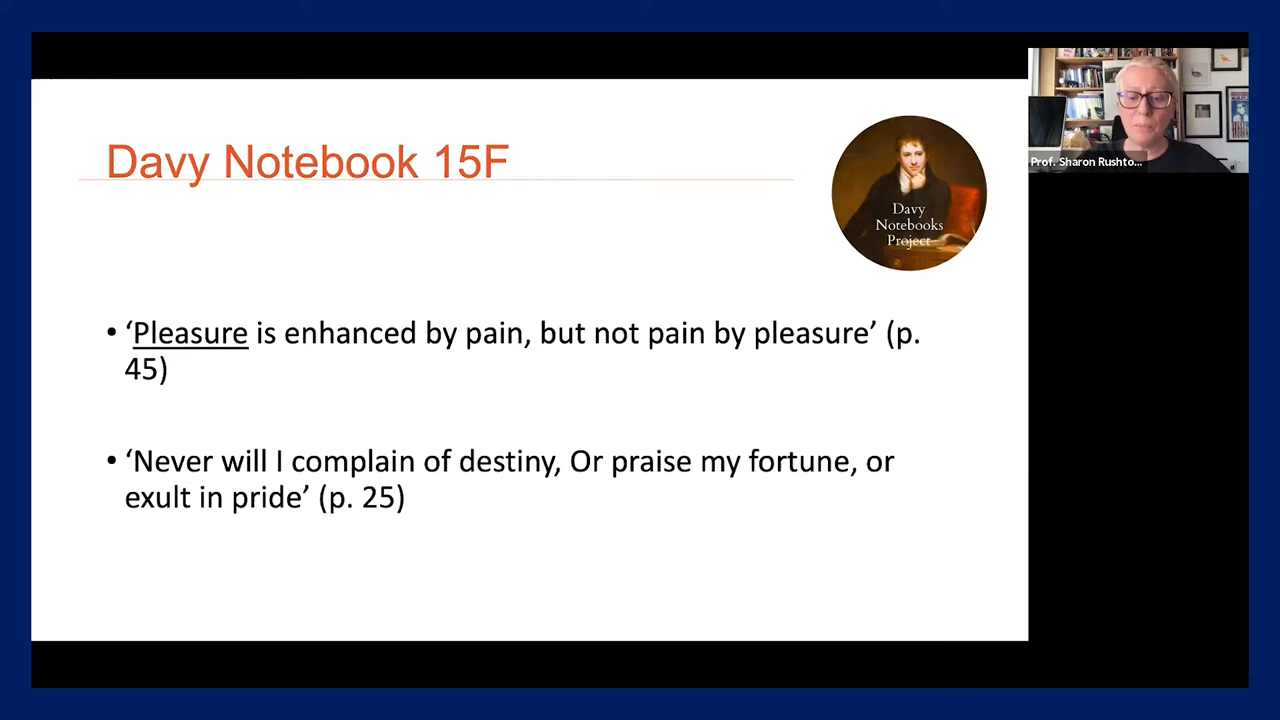 Davy Notebook 15F
Davy
Notebooks
Project
• ‘Pleasure is enhanced by pain, but not pain by pleasure’ (p.
45)
• ‘Never will I complain of destiny, Or praise my fortune, or
exult in pride’ (p. 25)
Prof. Sharon Rushto...